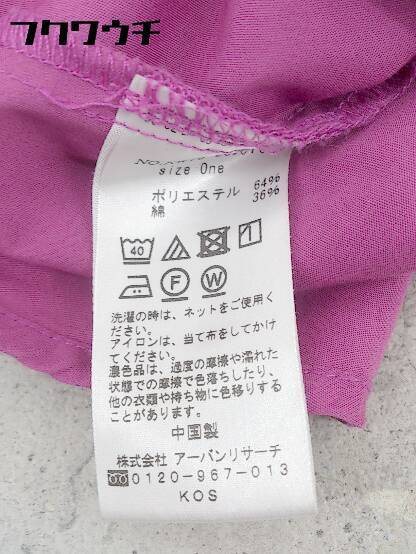 フクワウチ
size One
ポリエステル 64%
綿 36%
40
F
W
洗濯の時は、ネットをご使用く
ださい。
アイロンは、当て布をしてかけ
てください。
濃色品は、過度の摩擦や濡れた
状態での摩擦で色落ちしたり、
他の衣類や持ち物に色移りする
ことがあります。
中国製
株式会社 アーバンリサーチ
0120-967-013
KOS